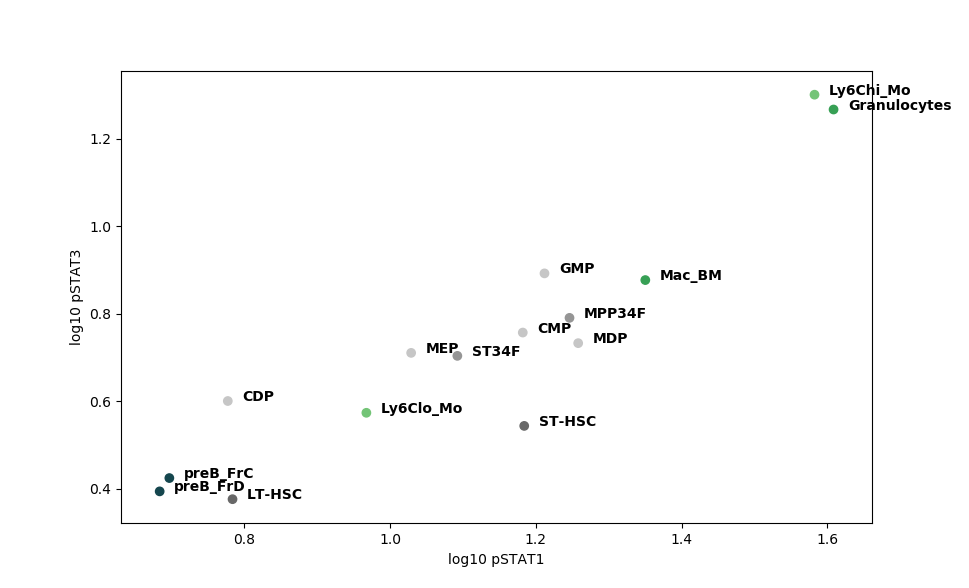 Ly6Chi_Mo
Granulocytes
1.2
1.0
GMP
Mac_BM
0.8
MPP34F
CMP
MDP
MEP
ST34F
log10 pSTAT3
0.6
CDP
Ly6Clo_Mo
ST-HSC
preB_FrC
preB_FrD
0.4
LT-HSC
0.8
1.0
1.2
1.4
1.6
log10 pSTAT1